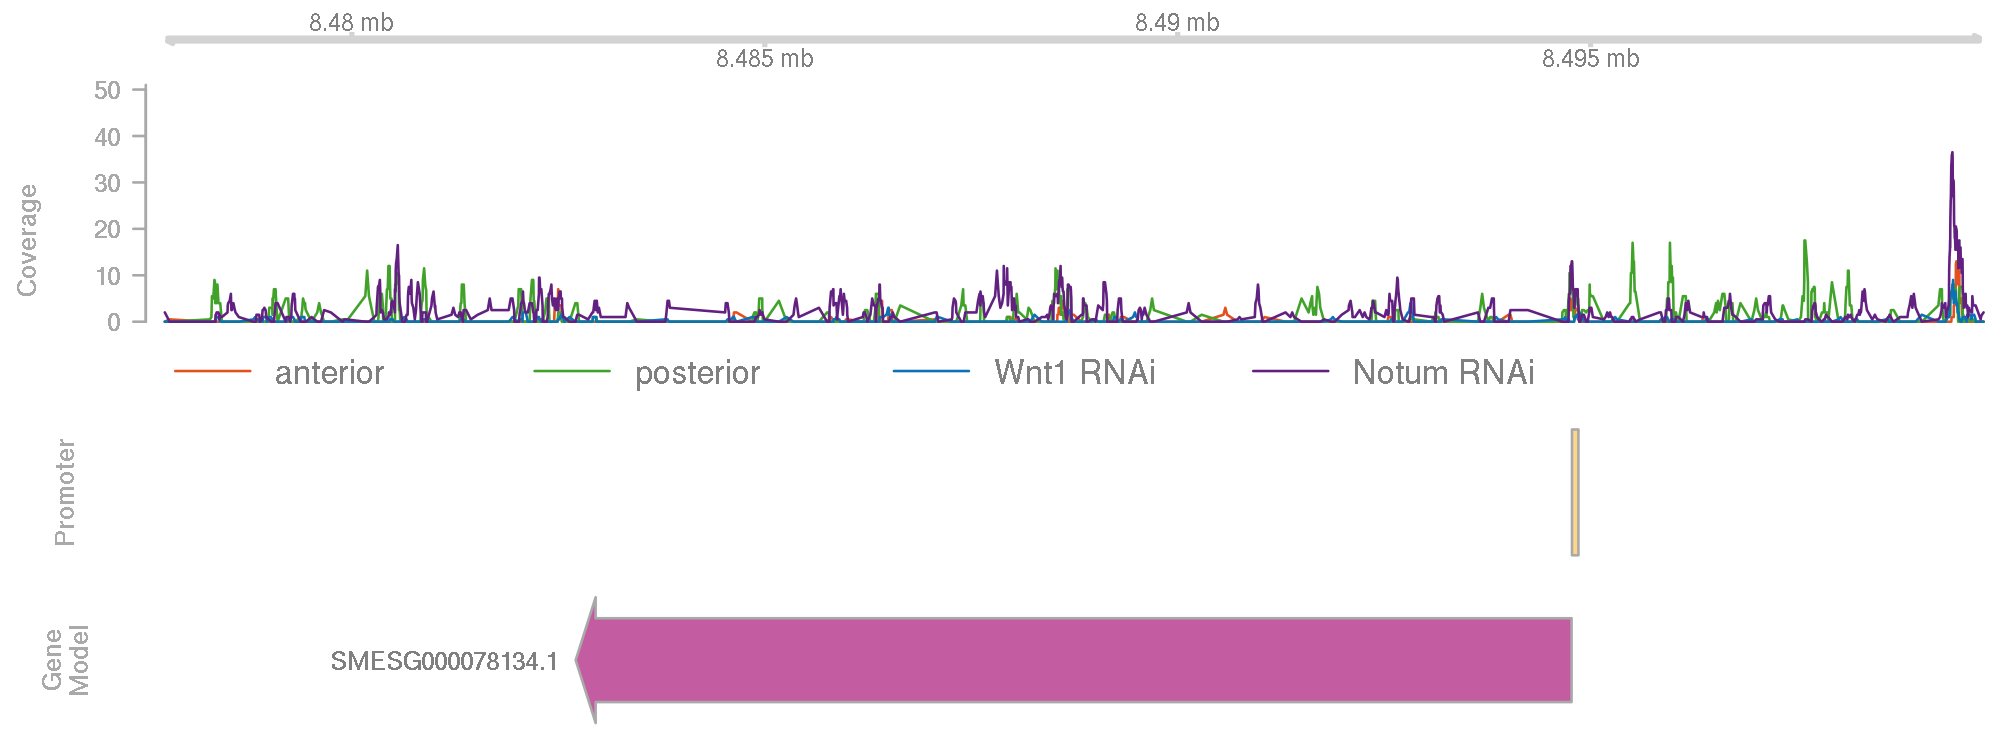 8.48 mb
8.49 mb
8.485 mb
8.495 mb
Coverage
50
40
30
20
10
0
anterior
posterior
Wnt1 RNAi
Notum RNAi
Promoter
Gene
Model
SMESG000078134.1